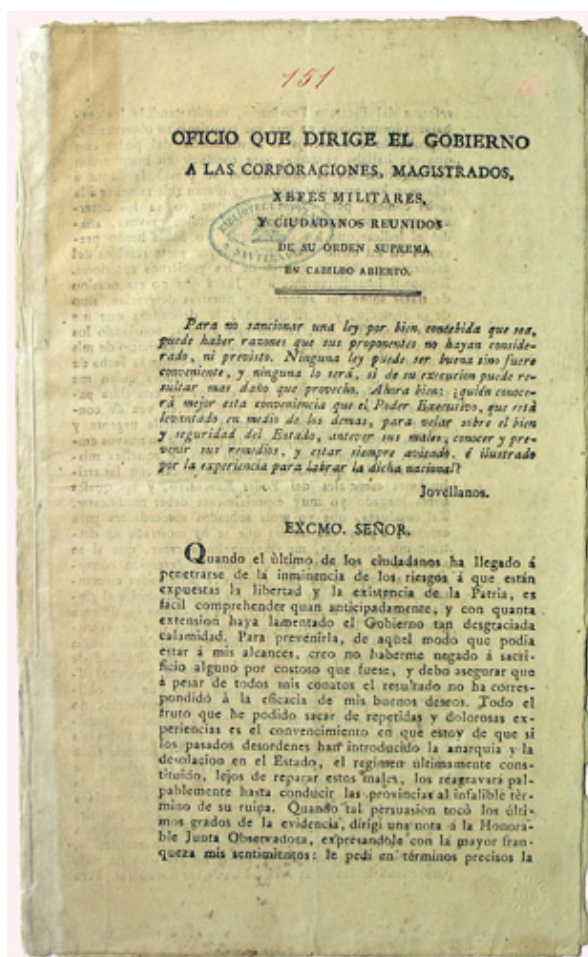 151
OFICIO QUE DIRIGE EL GOBIERNO
A LAS CORPORACIONES, MAGISTRADOS,
XEFES MILITARES,
Y CIUDADANOS REUNIDOS
DE SU ORDEN SUPREMA
EN CABILDO ABIERTO.
Para no sancionar una ley por bien concebida que sea,
puede haber razones que sus proponentes no hayan conside-
rado, ni previsto. Ninguna ley puede ser buena sino fuere
conveniente, y ninguna lo será, si de su execucion puede re-
sultar mas daño que provecho. Ahora bien: ¿quién conoce-
rá mejor esta conveniencia que el Poder Executivo, que está
levantado en medio de los demas, para velar sobre el bien
y seguridad del Estado, antever sus males, conocer y pre-
venir sus remedios, y estar siempre avisado, é ilustrado
por la experiencia para labrar la dicha nacional?
Jovellanos.
EXCMO. SEÑOR.
Quando el último de los ciudadanos ha llegado á
penetrarse de la inminencia de los riesgos á que están
expuestas la libertad y la existencia de la Patria, es
facil comprehender quan anticipadamente, y con quanta
extension haya lamentado el Gobierno tan desgraciada
calamidad. Para prevenirla, de aquel modo que podia
estar á mis alcances, creo no haberme negado á sacri-
ficio alguno por costoso que fuese, y debo asegurar que
á pesar de todos mis conatos el resultado no ha corres-
pondido á la eficacia de mis buenos deseos. Todo el
fruto que he podido sacar de repetidas y dolorosas ex-
periencias es el convencimiento en que estoy de que si
los pasados desordenes han introducido la anarquia y la
desolacion en el Estado, el regimen ultimamente cons-
tituido, lejos de reparar estos males, los reagravará pal-
pablemente hasta conducir las provincias al infalible tér-
mino de su ruina. Quando tal persuasion tocó los últi-
mos grados de la evidencia, dirigí una nota á la Honora-
ble Junta Observadora, expresandole con la mayor fran-
queza mis sentimientos: le pedí en términos precisos la